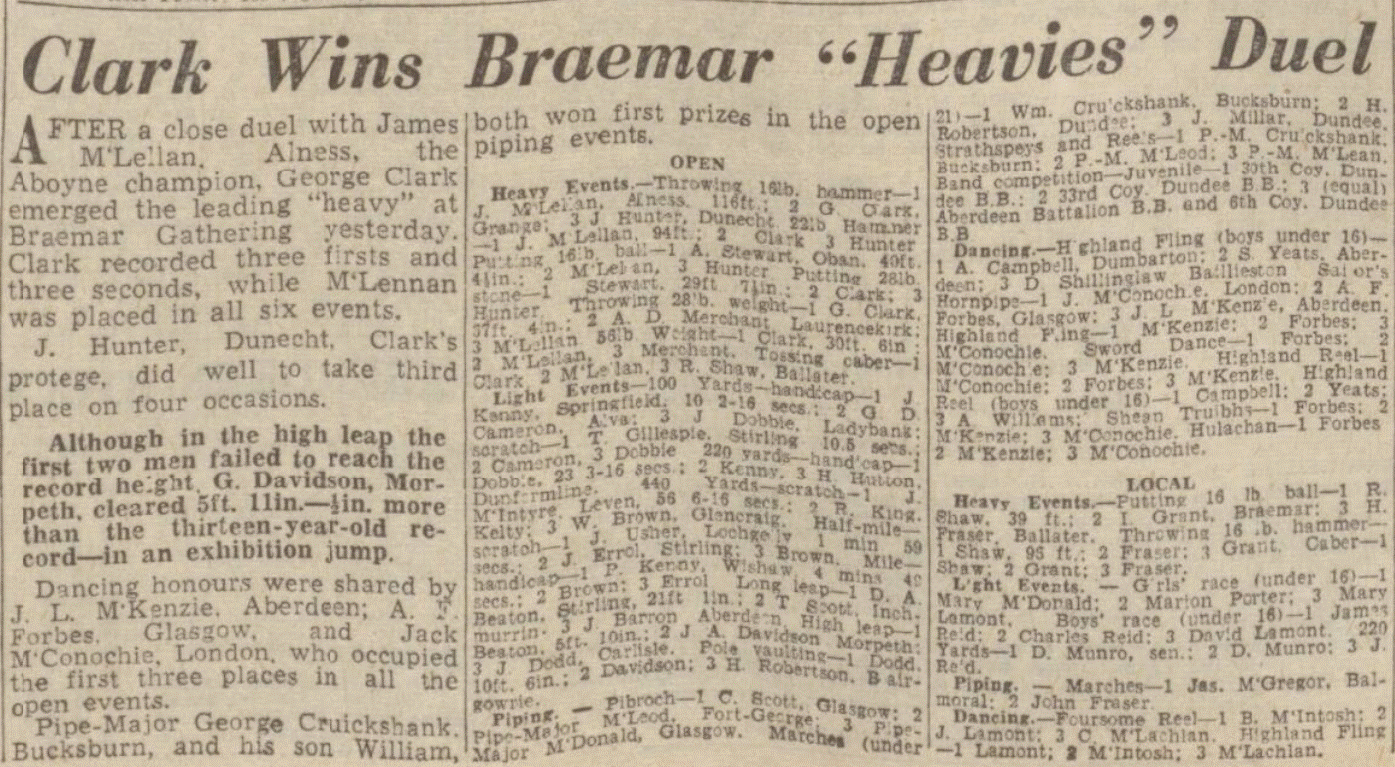 Clark Wins Braemar “Heavies” Duel
AFTER a close duel with James
M'Lellan, Alness, the
Aboyne champion, George Clark
emerged the leading "heavy" at
Braemar Gathering yesterday.
Clark recorded three firsts and
three seconds, while M'Lennan
was placed in all six events.
J. Hunter, Dunecht, Clark's
protege, did well to take third
place on four occasions.
Although in the high leap the
first two men failed to reach the
record height, G. Davidson, Mor-
peth, cleared 5ft. 11in.—½in. more
than the thirteen-year-old re-
cord—in an exhibition jump.
Dancing honours were shared by
J. L. M'Kenzie, Aberdeen; A. F.
Forbes, Glasgow, and Jack
M'Conochie, London, who occupied
the first three places in all the
open events.
Pipe-Major George Cruickshank,
Bucksburn, and his son William,
both won first prizes in the open
piping events.
OPEN
Heavy Events.—Throwing 16lb. hammer—1
J. M'Lellan, Alness, 116ft.; 2 G. Clark,
Grange; 3 J Hunter, Dunecht 22lb Hammer
—1 J. M'Lellan, 94ft.; 2 Clark 3 Hunter
Putting 16lb. ball—1 A. Stewart, Oban, 40ft.
4½in.; 2 M'Lellan, 3 Hunter Putting 28lb.
stone—1 Stewart, 29ft 7½in.; 2 Clark; 3
Hunter. Throwing 28lb. weight—1 G. Clark,
57ft. 4in.; 2 A. D. Merchant Laurencekirk;
3 M'Lellan 56lb Weight—1 Clark, 30ft. 6in;
2 M'Lellan, 3 Merchant. Tossing caber—1
Clark, 2 M'Lellan, 3 R. Shaw, Ballater.
Light Events—100 Yards—handicap—1 J.
Kenny, Springfield, 10 2-16 secs.; 2 G. D.
Cameron, Alva; 3 J Dobbie, Ladybank;
scratch—1 T. Gillespie, Stirling 10.5 secs.;
2 Cameron, 3 Dobbie 220 yards—hand'cap—1
Dobbie, 23 3-16 secs.; 2 Kenny, 3 H. Hutton,
Dunfermline. 440 Yards—scratch—1 J.
M'Intyre, Leven, 56 6-16 secs.; 2 R. King,
Kelty; 3 W. Brown, Glencraig. Half-mile—
scratch—1 J. Usher, Lochgelly 1 min 59
secs.; 2 J. Errol, Stirling; 3 Brown. Mile—
handicap—1 P. Kenny, Wishaw, 4 mins 49
secs.; 2 Brown; 3 Errol Long leap—1 D. A.
Beaton, Stirling, 21ft 1in.; 2 T Scott, Inch-
murrin; 3 J Barron Aberdeen, High leap—1
Beaton, 5ft. 10in.; 2 J A. Davidson Morpeth;
3 J. Dodd, Carlisle. Pole vaulting—1 Dodd,
10ft. 6in.; 2 Davidson; 3 H. Robertson, Blair-
gowrie.
Piping. — Pibroch—1 C. Scott, Glasgow; 2
Pipe-Major M'Leod, Fort-George; 3 Pipe-
Major M'Donald, Glasgow. Marches (under
21)—1 Wm. Cruickshank, Bucksburn; 2 H.
Robertson, Dundee; 3 J. Millar, Dundee.
Strathspeys and Reels—1 P.-M. Cruickshank,
Bucksburn; 2 P.-M. M'Leod; 3 P.-M. M'Lean.
Band competition—Juvenile—1 30th Coy. Dun-
dee B.B.; 2 33rd Coy. Dundee B.B.; 3 (equal)
Aberdeen Battalion B.B. and 6th Coy. Dundee
B.B
Dancing.—Highland Fling (boys under 16)—
1 A. Campbell, Dumbarton; 2 S. Yeats, Aber-
deen; 3 D Shillinglaw Baillieston Sailor's
Hornpipe—1 J. M'Conochie, London; 2 A. F.
Forbes, Glasgow; 3 J. L M'Kenzie, Aberdeen.
Highland Fling—1 M'Kenzie; 2 Forbes; 3
M'Conochie. Sword Dance—1 Forbes; 2
M'Conochie; 3 M'Kenzie. Highland Reel—1
M'Conochie; 2 Forbes; 3 M'Kenzie. Highland
Reel (boys under 16)—1 Campbell; 2 Yeats;
3 A Williams; Shean Truibhs—1 Forbes; 2
M'Kenzie; 3 M'Conochie. Hulachan—1 Forbes
2 M'Kenzie; 3 M'Conochie.
LOCAL
Heavy Events.—Putting 16 lb ball—1 R.
Shaw, 39 ft.; 2 I. Grant, Braemar; 3 H.
Fraser, Ballater. Throwing 16 lb. hammer—
1 Shaw, 96 ft.; 2 Fraser; 3 Grant. Caber—1
Shaw; 2 Grant; 3 Fraser.
Light Events. — Girls' race (under 16)—1
Mary M'Donald; 2 Marion Porter; 3 Mary
Lamont. Boys' race (under 16)—1 James
Reid; 2 Charles Reid; 3 David Lamont. 220
Yards—1 D. Munro, sen.; 2 D. Munro; 3 J.
Reid.
Piping. — Marches—1 Jas. M'Gregor, Bal-
moral; 2 John Fraser.
Dancing.—Foursome Reel—1 B. M'Intosh; 2
J. Lamont; 3 C. M'Lachlan. Highland Fling
—1 Lamont; 2 M'Intosh; 3 M'Lachlan.